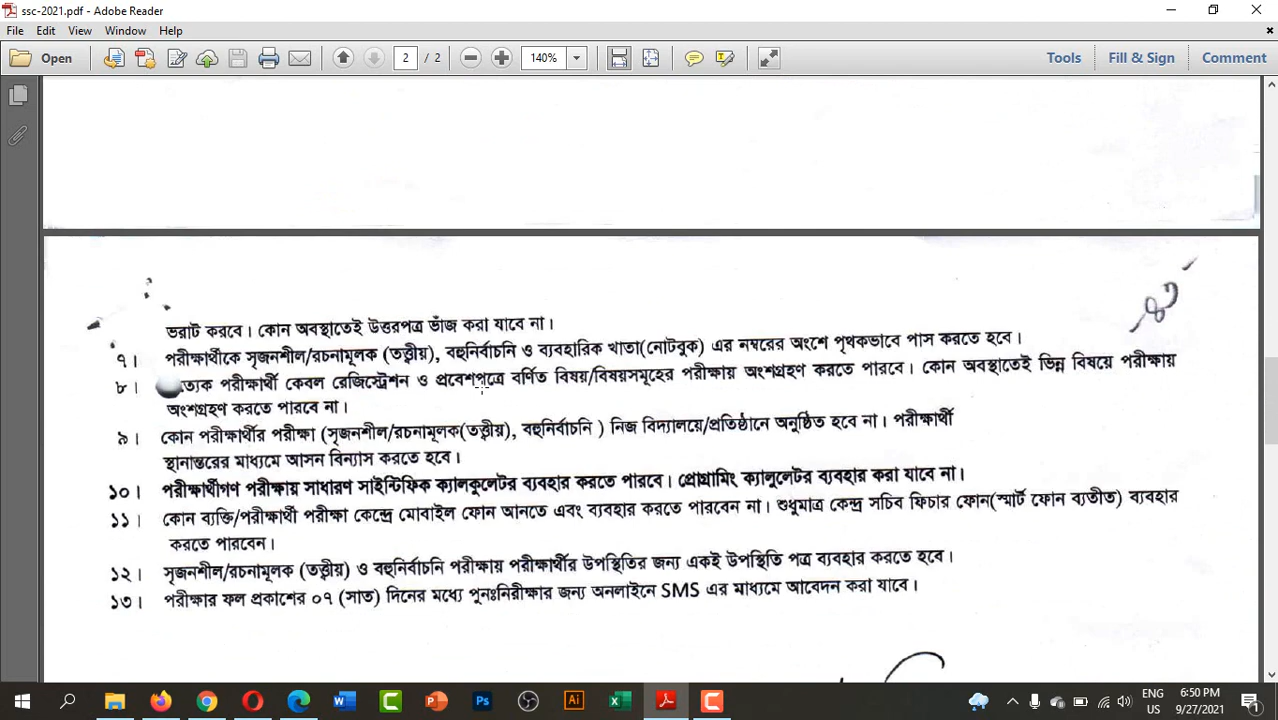 ssc-2021.pdf - Adobe Reader
File Edit View Window Help
Open 2 / 2 140% Tools Fill & Sign Comment
-৪-
ভরাট করবে। কোন অবস্থাতেই উত্তরপত্র ভাঁজ করা যাবে না।
৭। পরীক্ষার্থীকে সৃজনশীল/রচনামূলক (তত্ত্বীয়), বহুনির্বাচনি ও ব্যবহারিক খাতা(নোটবুক) এর নম্বরের অংশে পৃথকভাবে পাস করতে হবে।
৮। ত্যেক পরীক্ষার্থী কেবল রেজিস্ট্রেশন ও প্রবেশপত্রে বর্ণিত বিষয়/বিষয়সমূহের পরীক্ষায় অংশগ্রহণ করতে পারবে। কোন অবস্থাতেই ভিন্ন বিষয়ে পরীক্ষায়
অংশগ্রহণ করতে পারবে না।
৯। কোন পরীক্ষার্থীর পরীক্ষা (সৃজনশীল/রচনামূলক(তত্ত্বীয়), বহুনির্বাচনি ) নিজ বিদ্যালয়ে/প্রতিষ্ঠানে অনুষ্ঠিত হবে না। পরীক্ষার্থী
স্থানান্তরের মাধ্যমে আসন বিন্যাস করতে হবে।
১০। পরীক্ষার্থীগণ পরীক্ষায় সাধারণ সাইন্টিফিক ক্যালকুলেটর ব্যবহার করতে পারবে। প্রোগ্রামিং ক্যালুলেটর ব্যবহার করা যাবে না।
১১। কোন ব্যক্তি/পরীক্ষার্থী পরীক্ষা কেন্দ্রে মোবাইল ফোন আনতে এবং ব্যবহার করতে পারবেন না। শুধুমাত্র কেন্দ্র সচিব ফিচার ফোন(স্মার্ট ফোন ব্যতীত) ব্যবহার
করতে পারবেন।
১২। সৃজনশীল/রচনামূলক (তত্ত্বীয়) ও বহুনির্বাচনি পরীক্ষায় পরীক্ষার্থীর উপস্থিতির জন্য একই উপস্থিতি পত্র ব্যবহার করতে হবে।
১৩। পরীক্ষার ফল প্রকাশের ০৭ (সাত) দিনের মধ্যে পুনঃনিরীক্ষার জন্য অনলাইনে SMS এর মাধ্যমে আবেদন করা যাবে।
ENG 6:50 PM
US 9/27/2021